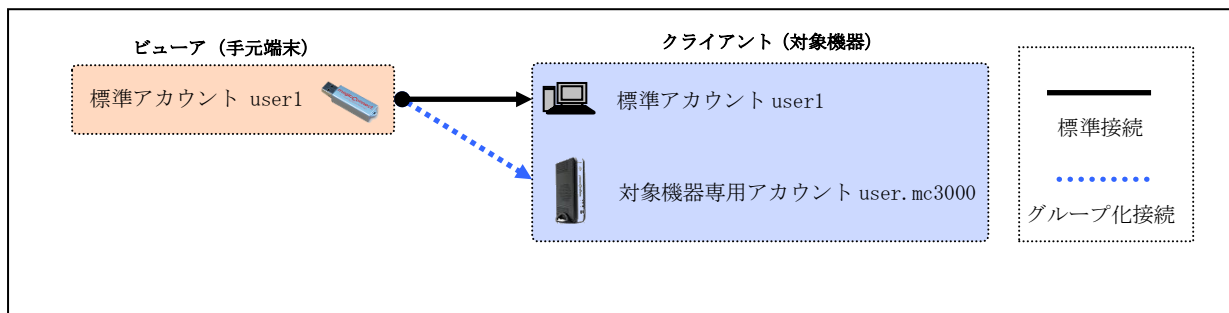 ビューア（手元端末）
標準アカウント user1
クライアント（対象機器）
標準アカウント user1
対象機器専用アカウント user.mc3000
標準接続
グループ化接続